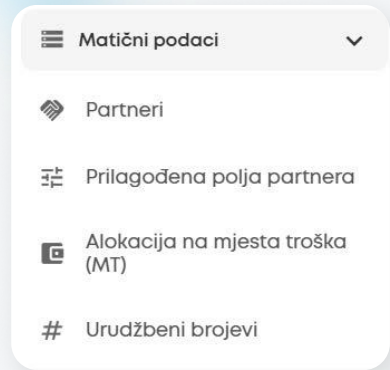 Matični podaci
Partneri
Prilagođena polja partnera
Alokacija na mjesta troška
(MT)
# Urudžbeni brojevi